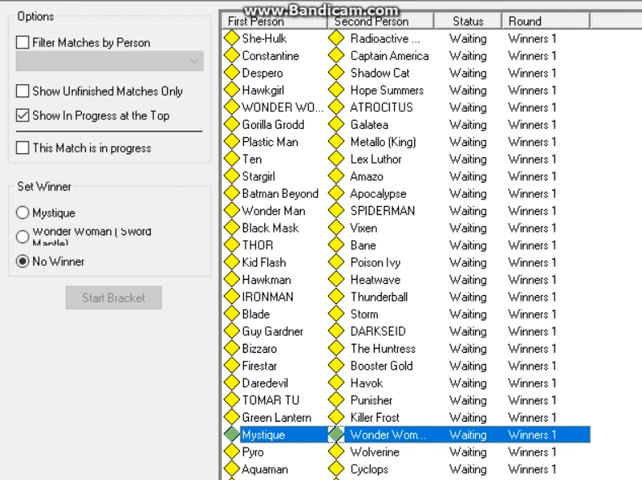 www.Bandicam.com
Options
Filter Matches by Person
Show Unfinished Matches Only
Show In Progress at the Top
This Match is in progress
Set Winner
Mystique
Wonder Woman ( Sword
Mantle)
No Winner
Start Bracket
First Person Second Person Status Round
She-Hulk Radioactive ... Waiting Winners 1
Constantine Captain America Waiting Winners 1
Despero Shadow Cat Waiting Winners 1
Hawkgirl Hope Summers Waiting Winners 1
WONDER WO... ATROCITUS Waiting Winners 1
Gorilla Grodd Galatea Waiting Winners 1
Plastic Man Metallo (King) Waiting Winners 1
Ten Lex Luthor Waiting Winners 1
Stargirl Amazo Waiting Winners 1
Batman Beyond Apocalypse Waiting Winners 1
Wonder Man SPIDERMAN Waiting Winners 1
Black Mask Vixen Waiting Winners 1
THOR Bane Waiting Winners 1
Kid Flash Poison Ivy Waiting Winners 1
Hawkman Heatwave Waiting Winners 1
IRONMAN Thunderball Waiting Winners 1
Blade Storm Waiting Winners 1
Guy Gardner DARKSEID Waiting Winners 1
Bizzaro The Huntress Waiting Winners 1
Firestar Booster Gold Waiting Winners 1
Daredevil Havok Waiting Winners 1
TOMAR TU Punisher Waiting Winners 1
Green Lantern Killer Frost Waiting Winners 1
Mystique Wonder Wom... Waiting Winners 1
Pyro Wolverine Waiting Winners 1
Aquaman Cyclops Waiting Winners 1